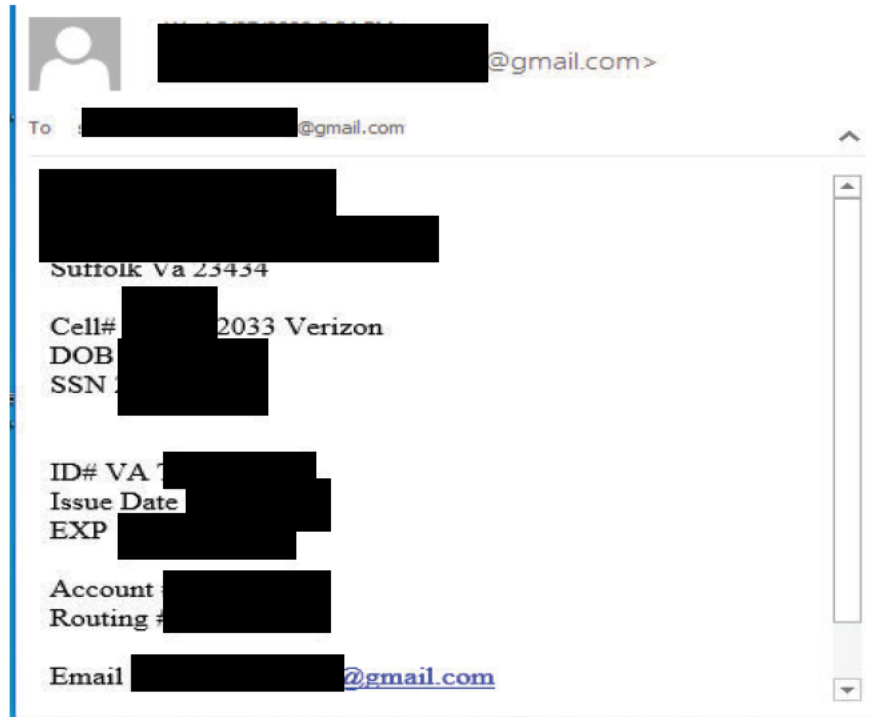 @gmail.com>
To @gmail.com
Suffolk Va 23434
Cell# 2033 Verizon
DOB
SSN
ID# VA
Issue Date
EXP
Account
Routing #
Email @gmail.com